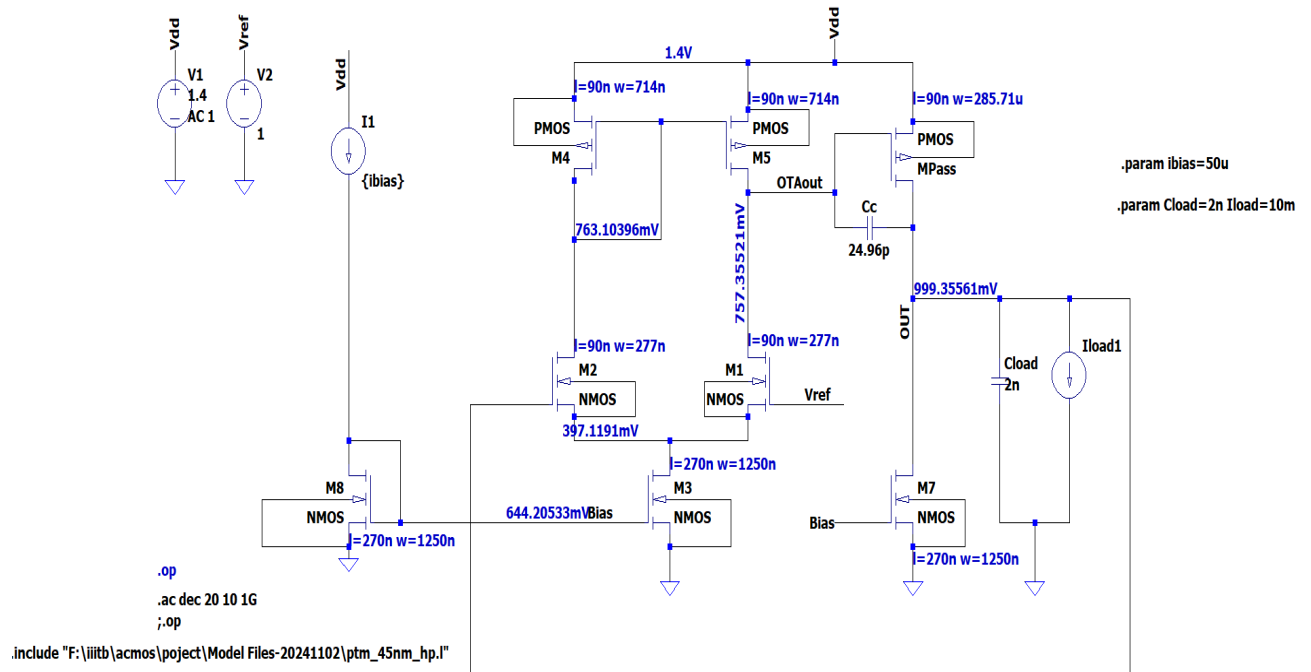 Vdd
Vref
V1
1.4
AC 1
V2
1
Vdd
I1
{ibias}
Vdd
1.4V
l=90n w=714n
PMOS
M4
l=90n w=714n
PMOS
M5
l=90n w=285.71u
PMOS
MPass
.param ibias=50u
.param Cload=2n Iload=10m
OTAout
Cc
24.96p
763.10396mV
757.35521mV
999.35561mV
OUT
l=90n w=277n
M2
NMOS
l=90n w=277n
M1
NMOS
Vref
Cload
2n
Iload1
397.1191mV
M8
NMOS
l=270n w=1250n
644.20533mV
Bias
l=270n w=1250n
M3
NMOS
Bias
M7
NMOS
l=270n w=1250n
.op
.ac dec 20 10 1G
;.op
.include "F:\iiitb\acmos\poject\Model Files-20241102\ptm_45nm_hp.l"